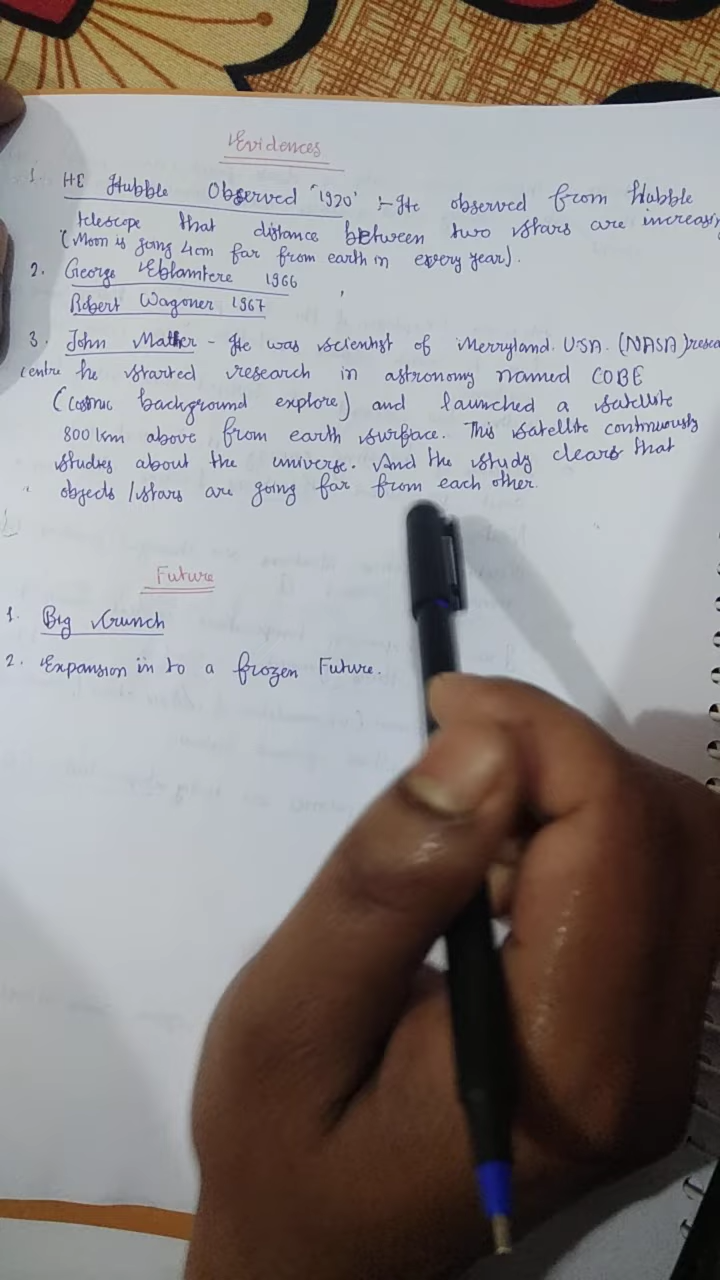 Evidences
1. HE Hubble Observed '1920' :- He observed from Hubble
telescope that distance between two stars are increasing
(Moon is going 4cm far from earth in every year).
2. George Eblamtere 1966
Robert Wagoner 1967
3. John Mather - He was scientist of Merryland. USA. (NASA) resea
centre he started research in astronomy named COBE
(cosmic background explore) and launched a satellite
800 km above from earth surface. This satellite continuously
studies about the universe. And the study clears that
objects / stars are going far from each other.
Future
1. Big Crunch
2. Expansion in to a frozen Future.